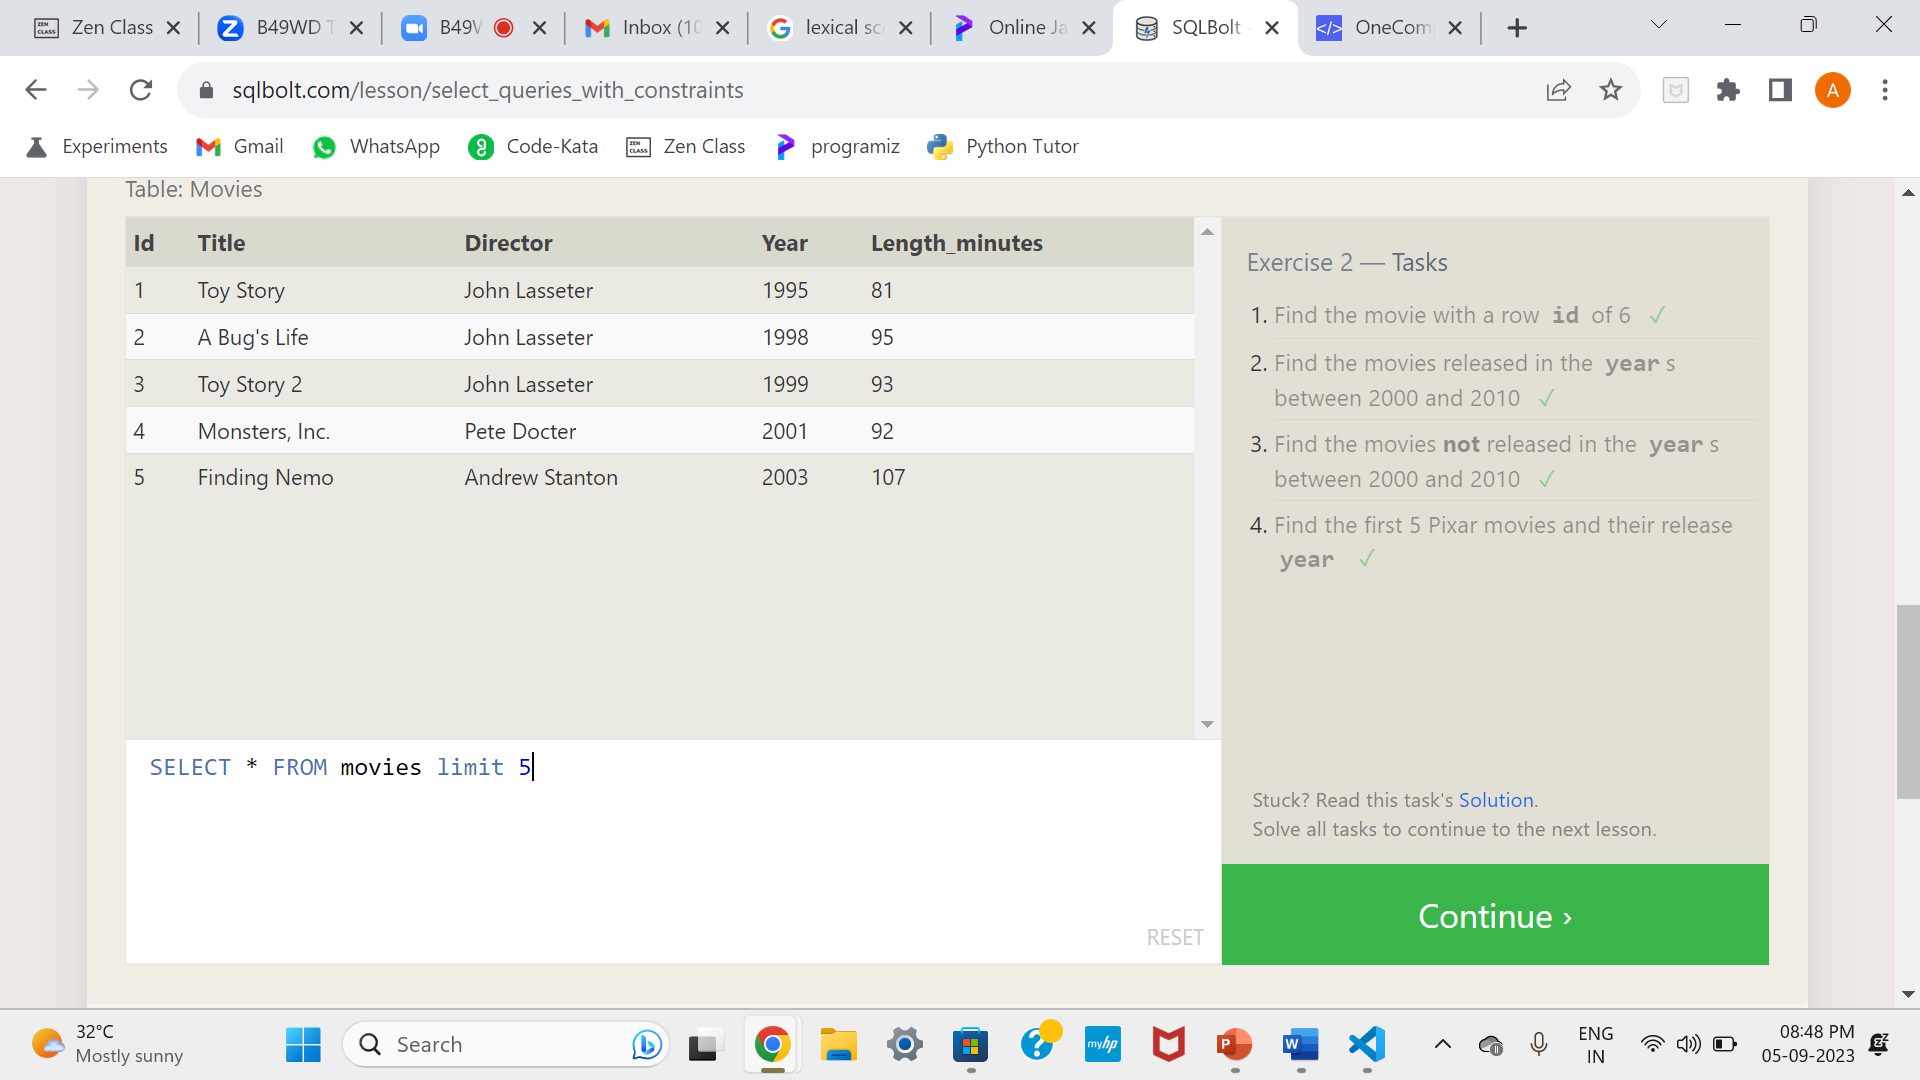 Zen Class
B49WD T
B49V
Inbox (10
lexical sc
Online Ja
SQLBolt -
OneCom
sqlbolt.com/lesson/select_queries_with_constraints
A
Experiments
Gmail
WhatsApp
Code-Kata
Zen Class
programiz
Python Tutor
Table: Movies
Id Title Director Year Length_minutes
1 Toy Story John Lasseter 1995 81
2 A Bug's Life John Lasseter 1998 95
3 Toy Story 2 John Lasseter 1999 93
4 Monsters, Inc. Pete Docter 2001 92
5 Finding Nemo Andrew Stanton 2003 107
SELECT * FROM movies limit 5
RESET
Exercise 2 — Tasks
1. Find the movie with a row id of 6 ✓
2. Find the movies released in the year s
between 2000 and 2010 ✓
3. Find the movies not released in the year s
between 2000 and 2010 ✓
4. Find the first 5 Pixar movies and their release
year ✓
Stuck? Read this task's Solution.
Solve all tasks to continue to the next lesson.
Continue ›
32°C
Mostly sunny
Search
myhp
ENG
IN
08:48 PM
05-09-2023